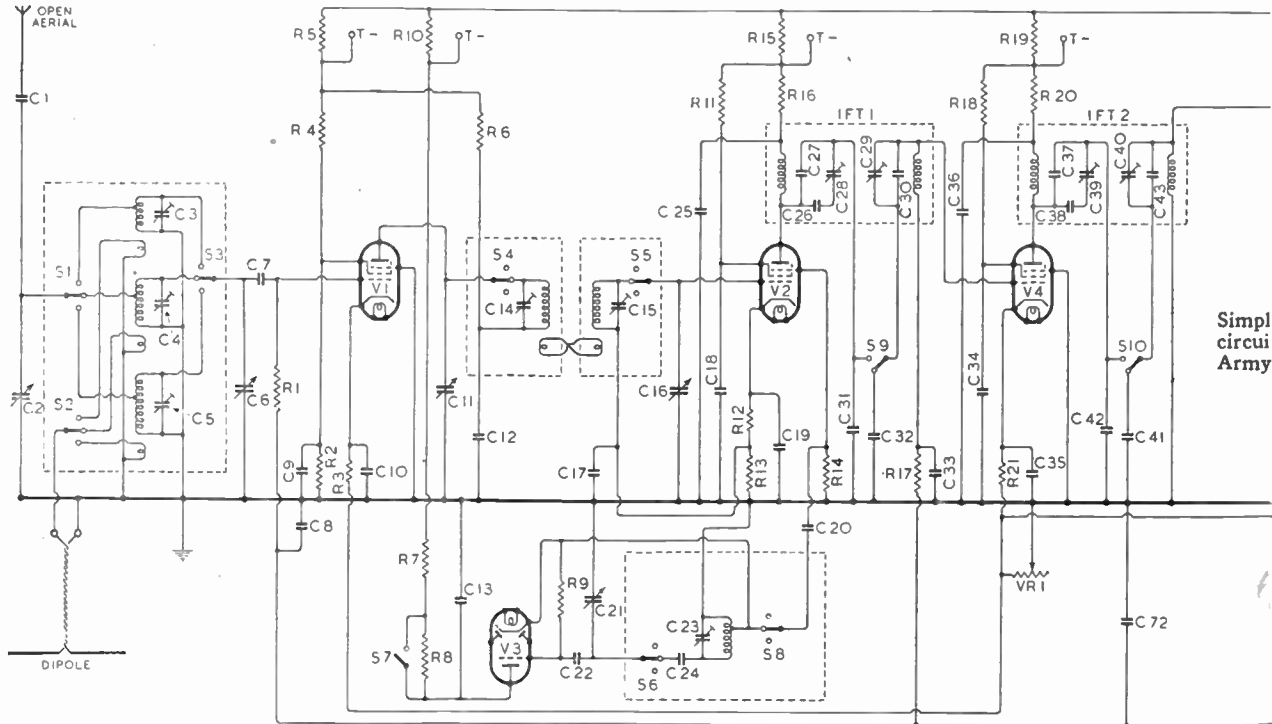 OPEN
AERIAL
C1
C2
S1
S2
C3
C4
C5
S3
C6
C7
R1
R5
T-
R4
R10
T-
R6
V1
C9
R2
R3
C10
C8
C11
C12
S4
C14
S5
C15
C16
C17
R7
S7
R8
C13
V3
R9
C22
C21
S6
C24
C23
S8
C20
R15
T-
R11
R16
IFT 1
C25
C27
C28
C26
C29
C30
V2
C18
R12
R13
C19
R14
C31
S9
C32
R17
C33
C36
R19
T-
R18
R20
IFT 2
C37
C38
C39
C40
C43
V4
C34
R21
C35
C42
S10
C41
VR1
C72
DIPOLE
Simpl
circui
Army